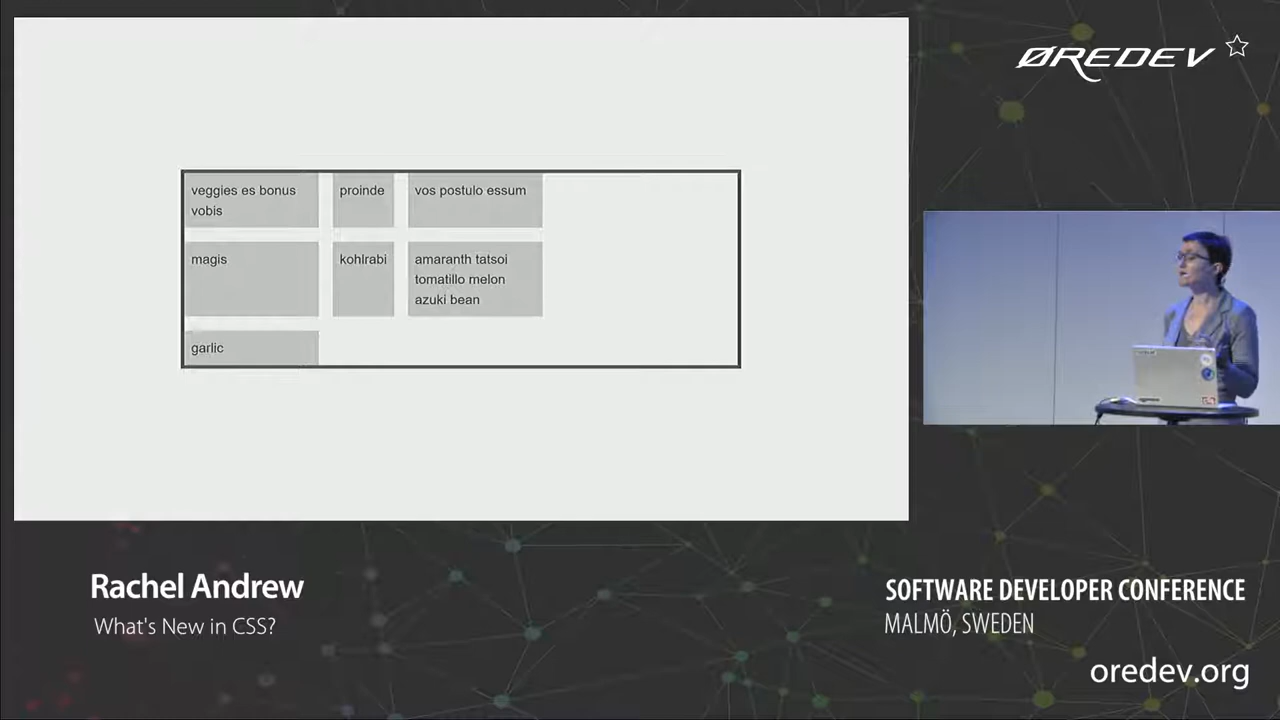 veggies es bonus
vobis
proinde
vos postulo essum
magis
kohlrabi
amaranth tatsoi
tomatillo melon
azuki bean
garlic
ØREDEV
Rachel Andrew
What's New in CSS?
SOFTWARE DEVELOPER CONFERENCE
MALMÖ, SWEDEN
oredev.org